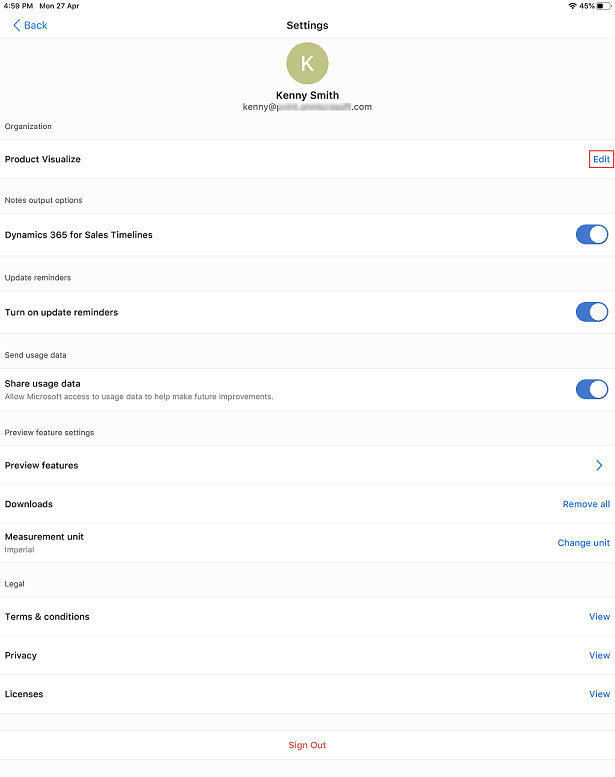 4:59 PM Mon 27 Apr 45%
Back
Settings
K
Kenny Smith
kenny@ .com
Organization
Product Visualize
Edit
Notes output options
Dynamics 365 for Sales Timelines
Update reminders
Turn on update reminders
Send usage data
Share usage data
Allow Microsoft access to usage data to help make future improvements.
Preview feature settings
Preview features
Downloads
Remove all
Measurement unit
Imperial
Change unit
Legal
Terms & conditions
View
Privacy
View
Licenses
View
Sign Out